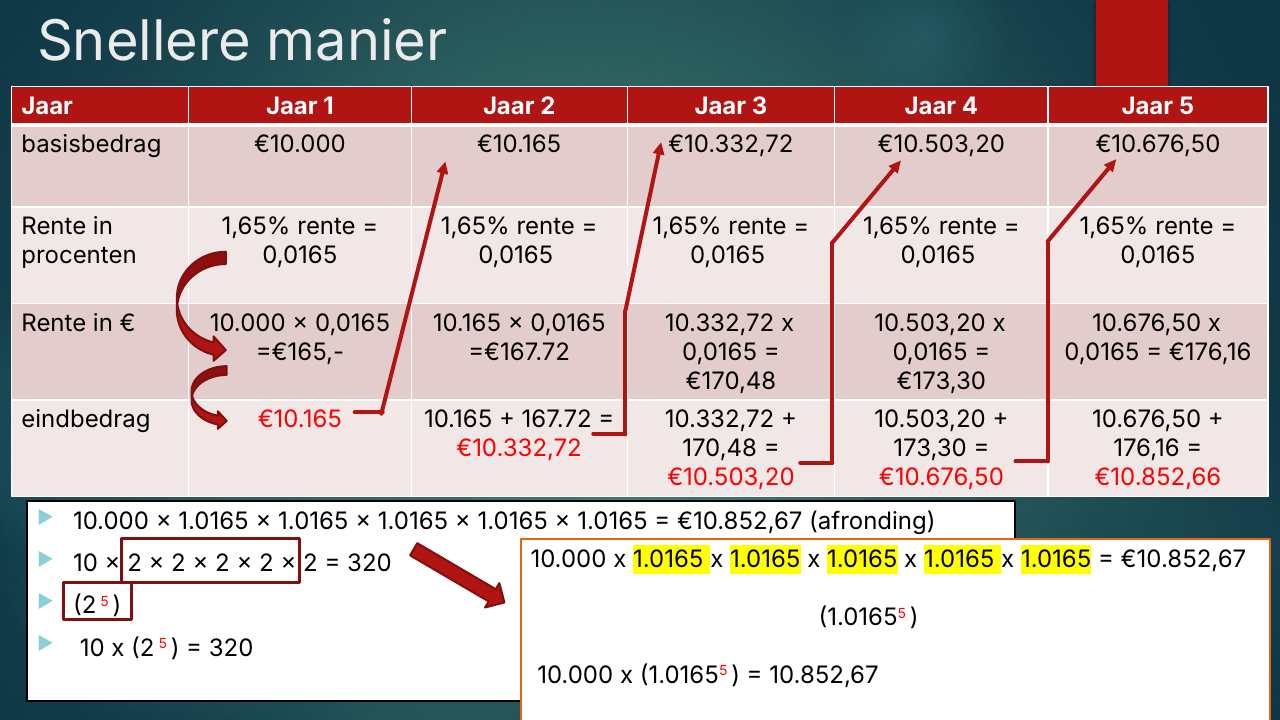 Snellere manier
Jaar Jaar 1 Jaar 2 Jaar 3 Jaar 4 Jaar 5
basisbedrag €10.000 €10.165 €10.332,72 €10.503,20 €10.676,50
Rente in 1,65% rente = 1,65% rente = 1,65% rente = 1,65% rente = 1,65% rente =
procenten 0,0165 0,0165 0,0165 0,0165 0,0165
Rente in € 10.000 × 0,0165 10.165 × 0,0165 10.332,72 x 10.503,20 x 10.676,50 x
=€165,- =€167.72 0,0165 = 0,0165 = 0,0165 = €176,16
€170,48 €173,30
eindbedrag €10.165 10.165 + 167.72 = 10.332,72 + 10.503,20 + 10.676,50 +
€10.332,72 170,48 = 173,30 = 176,16 =
€10.503,20 €10.676,50 €10.852,66
10.000 × 1.0165 × 1.0165 × 1.0165 × 1.0165 × 1.0165 = €10.852,67 (afronding)
10 × 2 × 2 × 2 × 2 × 2 = 320
(2 5 )
10 x (2 5 ) = 320
10.000 x 1.0165 x 1.0165 x 1.0165 x 1.0165 x 1.0165 = €10.852,67
(1.0165⁵ )
10.000 x (1.0165⁵ ) = 10.852,67